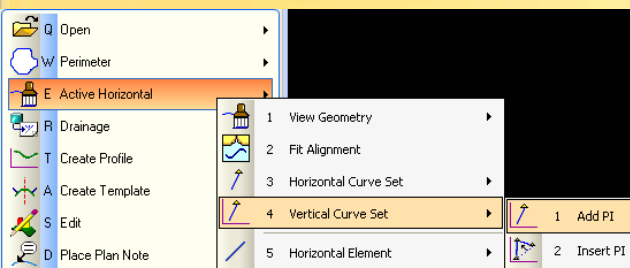 Q Open
W Perimeter
E Active Horizontal
R Drainage
T Create Profile
A Create Template
S Edit
D Place Plan Note
1 View Geometry
2 Fit Alignment
3 Horizontal Curve Set
4 Vertical Curve Set
5 Horizontal Element
1 Add PI
2 Insert PI